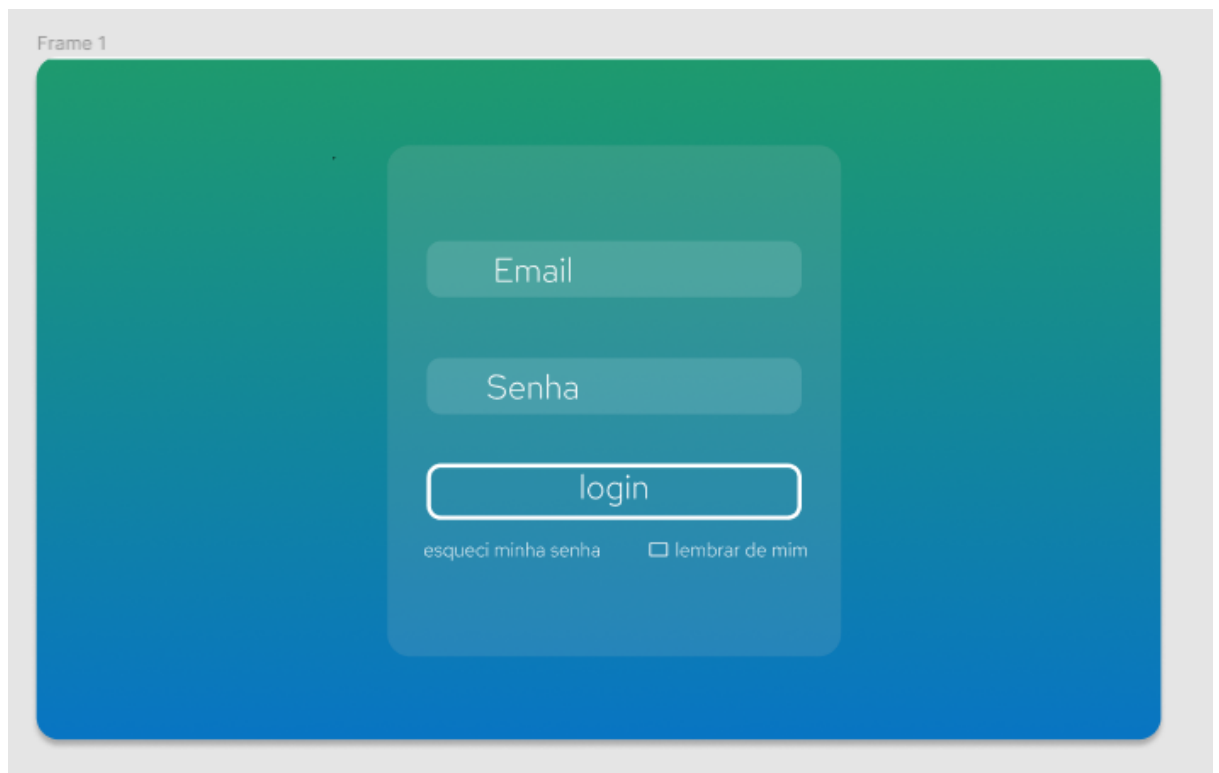 Frame 1
Email
Senha
login
esqueci minha senha
lembrar de mim